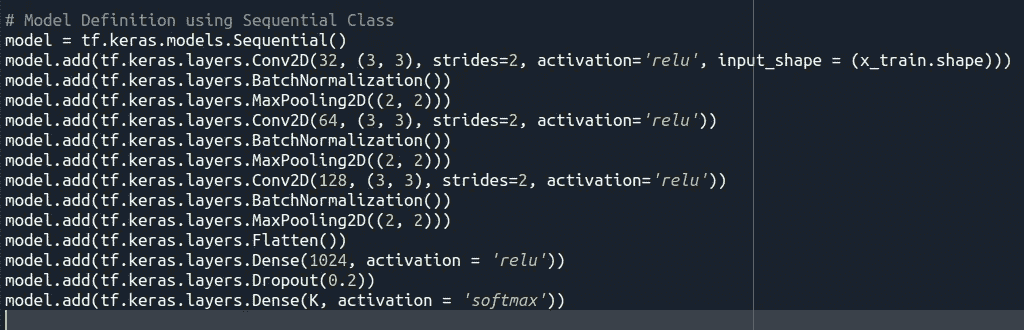 # Model Definition using Sequential Class
model = tf.keras.models.Sequential()
model.add(tf.keras.layers.Conv2D(32, (3, 3), strides=2, activation='relu', input_shape = (x_train.shape)))
model.add(tf.keras.layers.BatchNormalization())
model.add(tf.keras.layers.MaxPooling2D((2, 2)))
model.add(tf.keras.layers.Conv2D(64, (3, 3), strides=2, activation='relu'))
model.add(tf.keras.layers.BatchNormalization())
model.add(tf.keras.layers.MaxPooling2D((2, 2)))
model.add(tf.keras.layers.Conv2D(128, (3, 3), strides=2, activation='relu'))
model.add(tf.keras.layers.BatchNormalization())
model.add(tf.keras.layers.MaxPooling2D((2, 2)))
model.add(tf.keras.layers.Flatten())
model.add(tf.keras.layers.Dense(1024, activation = 'relu'))
model.add(tf.keras.layers.Dropout(0.2))
model.add(tf.keras.layers.Dense(K, activation = 'softmax'))